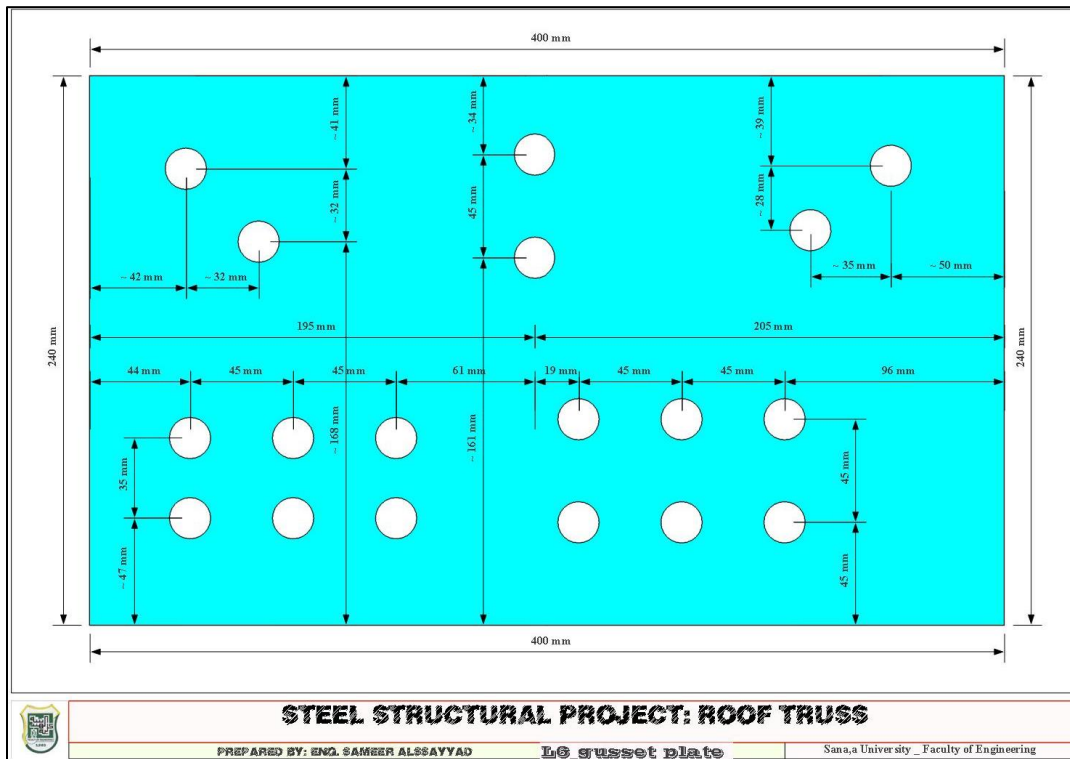 400 mm
~ 41 mm
~ 34 mm
~ 39 mm
~ 32 mm
45 mm
~ 28 mm
~ 42 mm
~ 32 mm
~ 35 mm
~ 50 mm
195 mm
205 mm
240 mm
240 mm
44 mm
45 mm
45 mm
61 mm
19 mm
45 mm
45 mm
96 mm
~168 mm
~161 mm
35 mm
45 mm
~ 47 mm
45 mm
400 mm
STEEL STRUCTURAL PROJECT: ROOF TRUSS
PREPARED BY: ENG. SAMEER ALSSAYYAD
L6 gusset plate
Sana,a University _ Faculty of Engineering